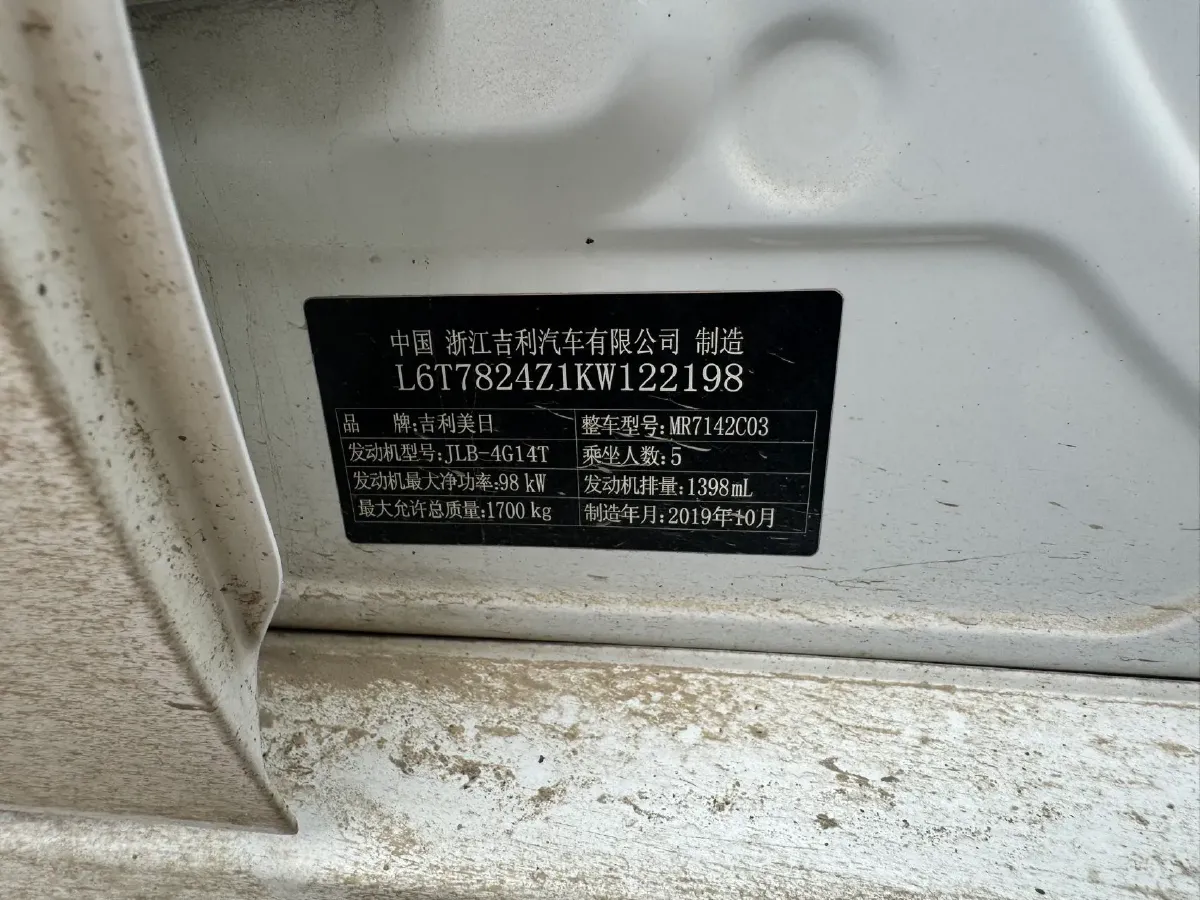 中国 浙江吉利汽车有限公司 制造
L6T7824Z1KW122198
品 牌:吉利美日 整车型号:MR7142C03
发动机型号:JLB-4G14T 乘坐人数:5
发动机最大净功率:98 kW 发动机排量:1398mL
最大允许总质量:1700 kg 制造年月:2019年10月